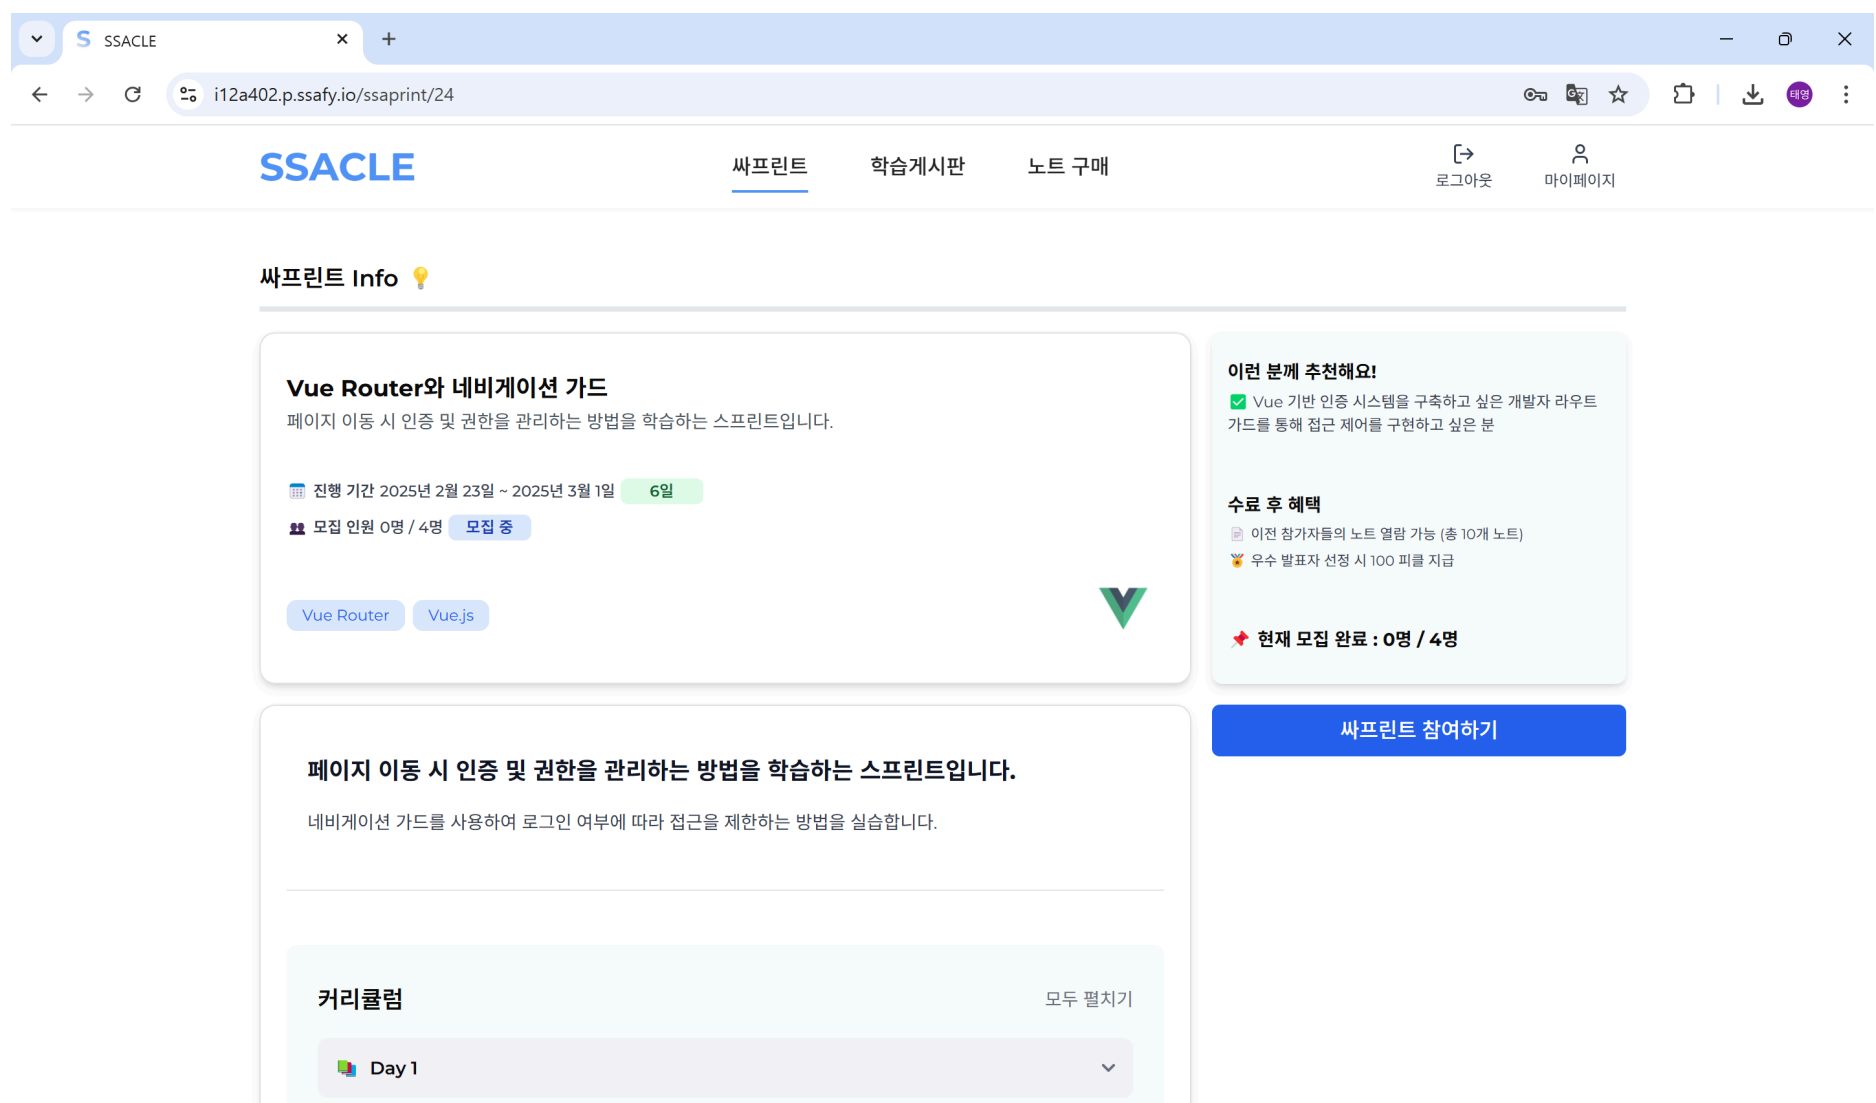 S SSACLE
i12a402.p.ssafy.io/ssaprint/24
태영
SSACLE
싸프린트
학습게시판
노트 구매
로그아웃
마이페이지
싸프린트 Info
Vue Router와 네비게이션 가드
페이지 이동 시 인증 및 권한을 관리하는 방법을 학습하는 스프린트입니다.
진행 기간 2025년 2월 23일 ~ 2025년 3월 1일 6일
모집 인원 0명 / 4명 모집 중
Vue Router Vue.js
이런 분께 추천해요!
Vue 기반 인증 시스템을 구축하고 싶은 개발자 라우트
가드를 통해 접근 제어를 구현하고 싶은 분
수료 후 혜택
이전 참가자들의 노트 열람 가능 (총 10개 노트)
우수 발표자 선정 시 100 피클 지급
현재 모집 완료 : 0명 / 4명
싸프린트 참여하기
페이지 이동 시 인증 및 권한을 관리하는 방법을 학습하는 스프린트입니다.
네비게이션 가드를 사용하여 로그인 여부에 따라 접근을 제한하는 방법을 실습합니다.
커리큘럼
모두 펼치기
Day 1